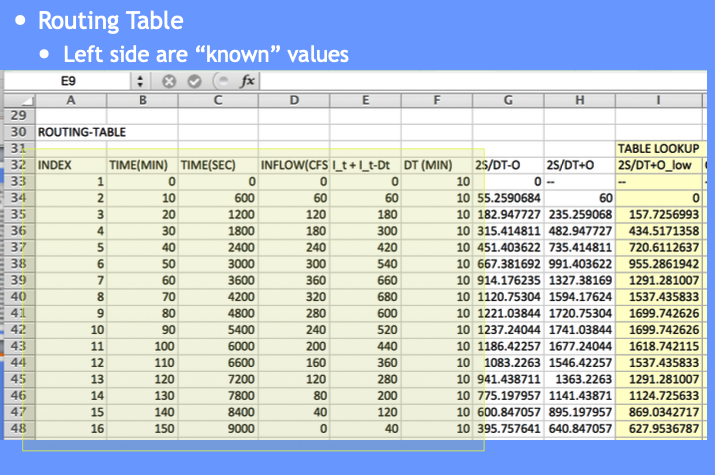 Routing Table
Left side are “known” values
E9 fx
A B C D E F G H I
29
30 ROUTING-TABLE
31 TABLE LOOKUP
32 INDEX TIME(MIN) TIME(SEC) INFLOW(CFS I_t + I_t-Dt DT (MIN) 2S/DT-O 2S/DT+O 2S/DT+O_low
33 1 0 0 0 0 10 0 -- --
34 2 10 600 60 60 10 55.2590684 60 0
35 3 20 1200 120 180 10 182.947727 235.259068 157.7256993
36 4 30 1800 180 300 10 315.414811 482.947727 434.5171358
37 5 40 2400 240 420 10 451.403622 735.414811 720.6112637
38 6 50 3000 300 540 10 667.381692 991.403622 955.2861942
39 7 60 3600 360 660 10 914.176235 1327.38169 1291.281007
40 8 70 4200 320 680 10 1120.75304 1594.17624 1537.435833
41 9 80 4800 280 600 10 1221.03844 1720.75304 1699.742626
42 10 90 5400 240 520 10 1237.24044 1741.03844 1699.742626
43 11 100 6000 200 440 10 1186.42257 1677.24044 1618.742115
44 12 110 6600 160 360 10 1083.2263 1546.42257 1537.435833
45 13 120 7200 120 280 10 941.438711 1363.2263 1291.281007
46 14 130 7800 80 200 10 775.197957 1141.43871 1124.725633
47 15 140 8400 40 120 10 600.847057 895.197957 869.0342717
48 16 150 9000 0 40 10 395.757641 640.847057 627.9536787